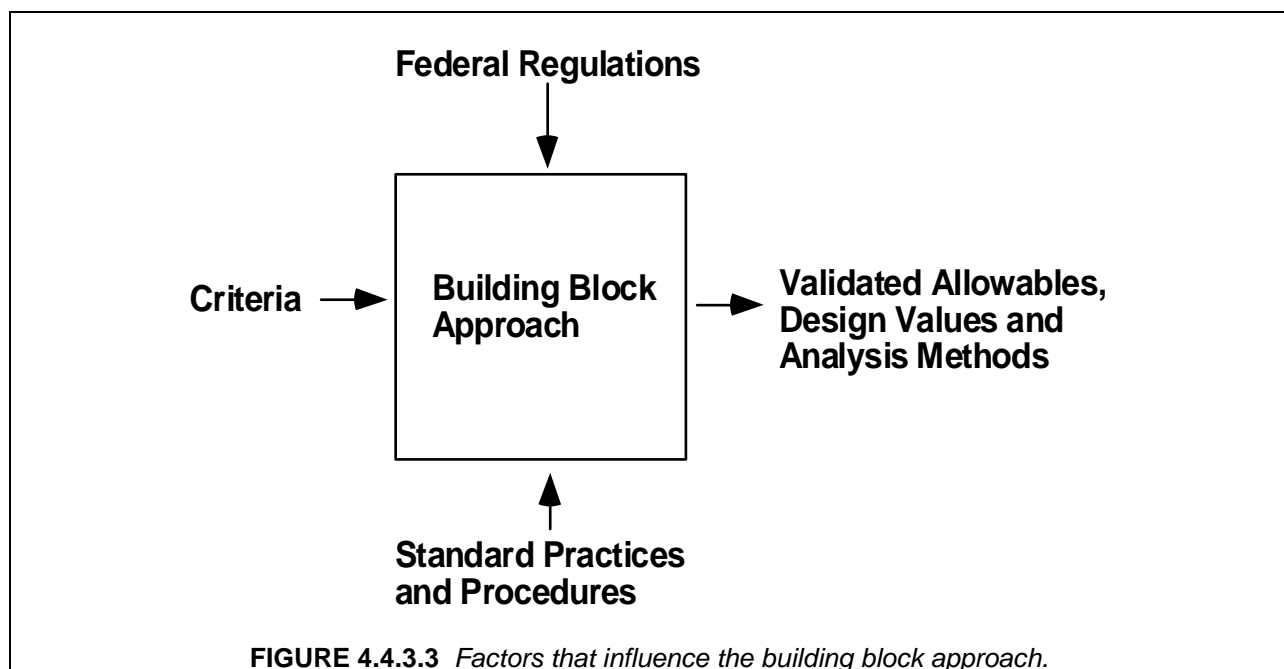 Federal Regulations
Criteria
Building Block
Approach
Validated Allowables,
Design Values and
Analysis Methods
Standard Practices
and Procedures
FIGURE 4.4.3.3 Factors that influence the building block approach.